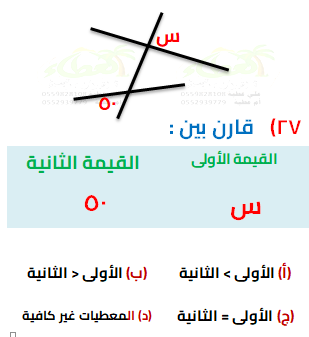 س
٥٠
٢٧) قارن بين :
القيمة الأولى القيمة الثانية
س ٥٠
(أ) الأولى > الثانية (ب) الأولى < الثانية
(ج) الأولى = الثانية (د) المعطيات غير كافية